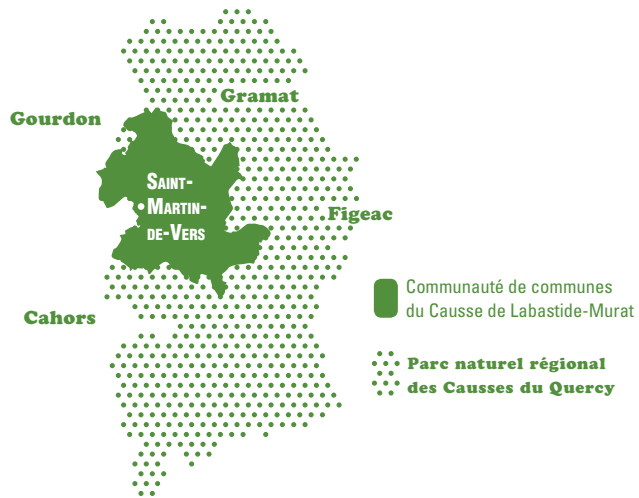 Gramat
Gourdon
Saint-
Martin-
de-Vers
Figeac
Cahors
Communauté de communes
du Causse de Labastide-Murat
Parc naturel régional
des Causses du Quercy